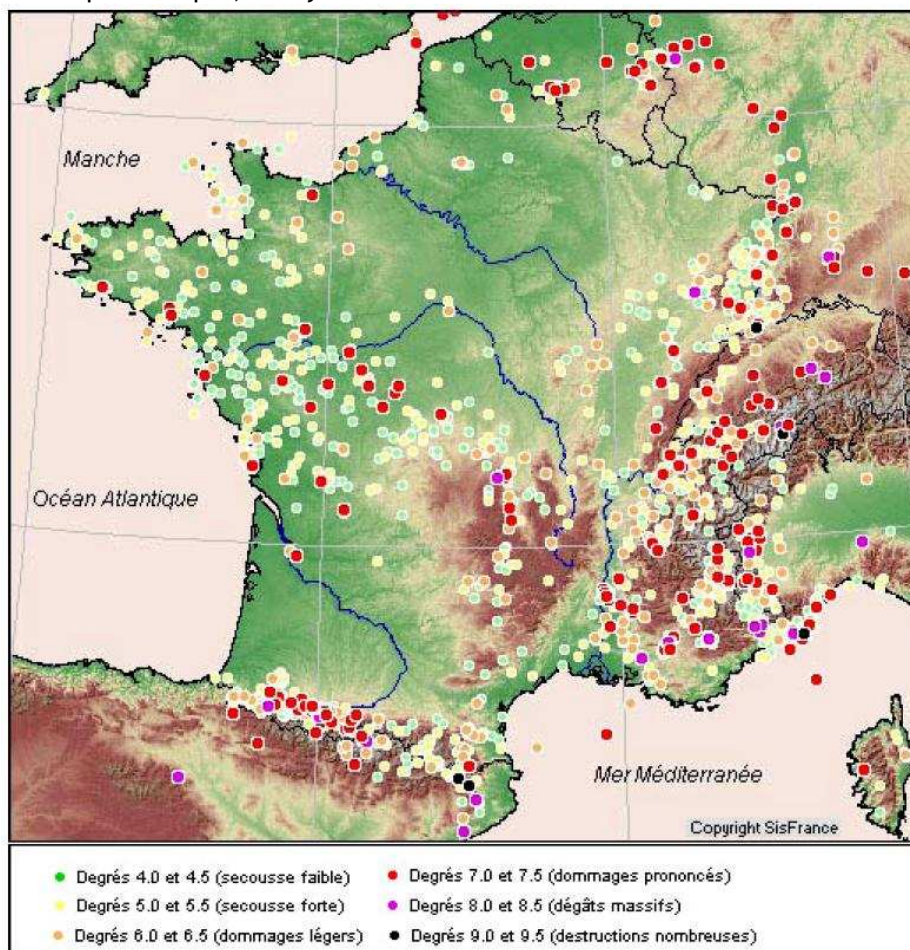 Manche
Océan Atlantique
Mer Méditerranée
Copyright SisFrance
Degrés 4.0 et 4.5 (secousse faible)
Degrés 7.0 et 7.5 (dommages prononcés)
Degrés 5.0 et 5.5 (secousse forte)
Degrés 8.0 et 8.5 (dégâts massifs)
Degrés 6.0 et 6.5 (dommages légers)
Degrés 9.0 et 9.5 (destructions nombreuses)